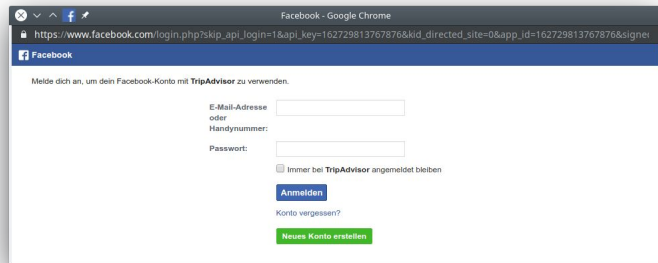 Facebook - Google Chrome
https://www.facebook.com/login.php?skip_api_login=1&api_key=162729813767876&kid_directed_site=0&app_id=162729813767876&signe
Facebook
Melde dich an, um dein Facebook-Konto mit TripAdvisor zu verwenden.
E-Mail-Adresse
oder
Handynummer:
Passwort:
Immer bei TripAdvisor angemeldet bleiben
Anmelden
Konto vergessen?
Neues Konto erstellen